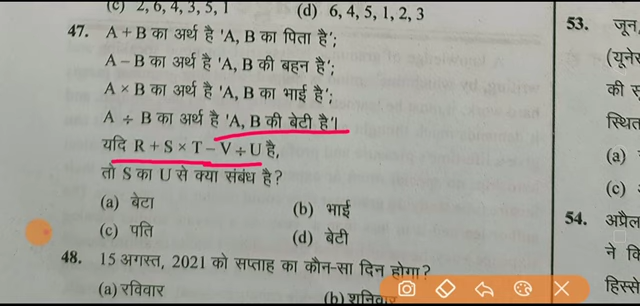 (c) 2, 6, 4, 3, 5, 1 (d) 6, 4, 5, 1, 2, 3
47. A + B का अर्थ है 'A, B का पिता है';
A – B का अर्थ है 'A, B की बहन है';
A × B का अर्थ है 'A, B का भाई है';
A ÷ B का अर्थ है 'A, B की बेटी है'।
यदि R + S × T – V ÷ U है,
तो S का U से क्या संबंध है?
(a) बेटा (b) भाई
(c) पति (d) बेटी
48. 15 अगस्त, 2021 को सप्ताह का कौन-सा दिन होगा?
(a) रविवार (b) शनिवार
53. जून,
की
स्थित
(a)
(c)
54. अप्रैल
ने
हिस्से